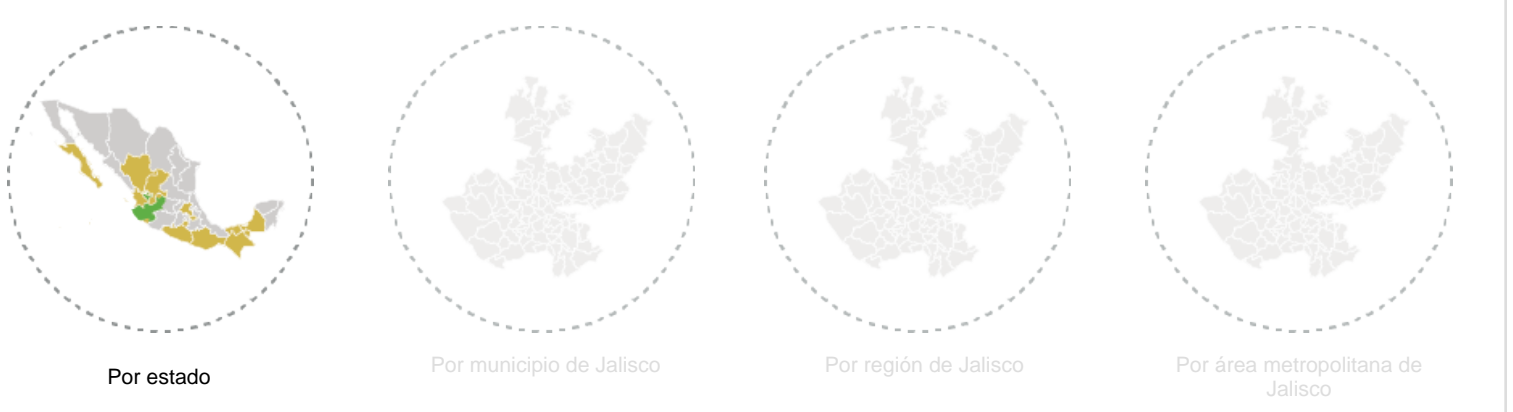 Por estado
Por municipio de Jalisco
Por región de Jalisco
Por área metropolitana de
Jalisco